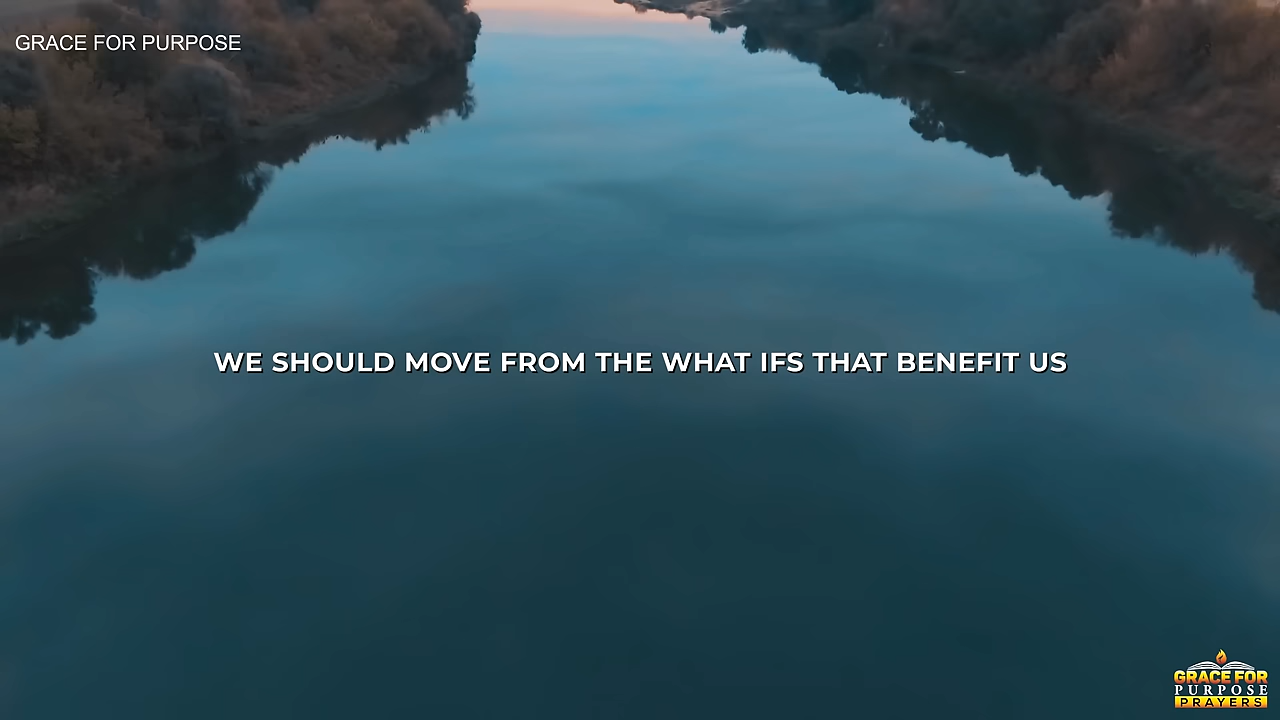 GRACE FOR PURPOSE
WE SHOULD MOVE FROM THE WHAT IFS THAT BENEFIT US
GRACE FOR
PURPOSE
PRAYERS